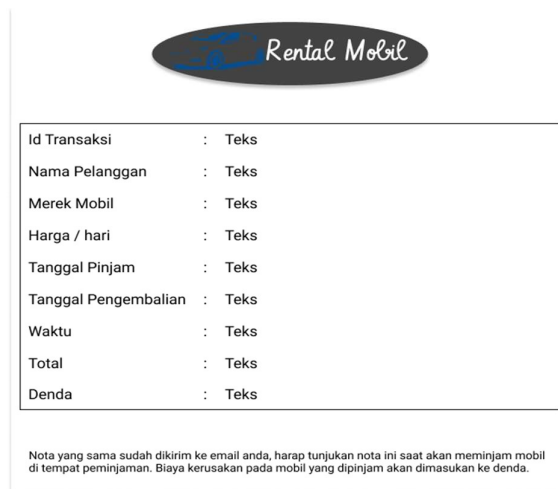 Rental Mobil
Id Transaksi : Teks
Nama Pelanggan : Teks
Merek Mobil : Teks
Harga / hari : Teks
Tanggal Pinjam : Teks
Tanggal Pengembalian : Teks
Waktu : Teks
Total : Teks
Denda : Teks
Nota yang sama sudah dikirim ke email anda, harap tunjukan nota ini saat akan meminjam mobil
di tempat peminjaman. Biaya kerusakan pada mobil yang dipinjam akan dimasukan ke denda.